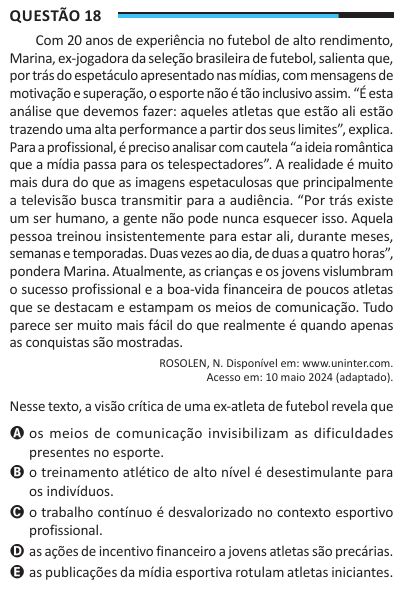 QUESTÃO 18
Com 20 anos de experiência no futebol de alto rendimento,
Marina, ex-jogadora da seleção brasileira de futebol, salienta que,
por trás do espetáculo apresentado nas mídias, com mensagens de
motivação e superação, o esporte não é tão inclusivo assim. “É esta
análise que devemos fazer: aqueles atletas que estão ali estão
trazendo uma alta performance a partir dos seus limites”, explica.
Para a profissional, é preciso analisar com cautela “a ideia romântica
que a mídia passa para os telespectadores”. A realidade é muito
mais dura do que as imagens espetaculosas que principalmente
a televisão busca transmitir para a audiência. “Por trás existe
um ser humano, a gente não pode nunca esquecer isso. Aquela
pessoa treinou insistentemente para estar ali, durante meses,
semanas e temporadas. Duas vezes ao dia, de duas a quatro horas”,
pondera Marina. Atualmente, as crianças e os jovens vislumbram
o sucesso profissional e a boa-vida financeira de poucos atletas
que se destacam e estampam os meios de comunicação. Tudo
parece ser muito mais fácil do que realmente é quando apenas
as conquistas são mostradas.
ROSOLEN, N. Disponível em: www.uninter.com.
Acesso em: 10 maio 2024 (adaptado).
Nesse texto, a visão crítica de uma ex-atleta de futebol revela que
A os meios de comunicação invisibilizam as dificuldades
presentes no esporte.
B o treinamento atlético de alto nível é desestimulante para
os indivíduos.
C o trabalho contínuo é desvalorizado no contexto esportivo
profissional.
D as ações de incentivo financeiro a jovens atletas são precárias.
E as publicações da mídia esportiva rotulam atletas iniciantes.